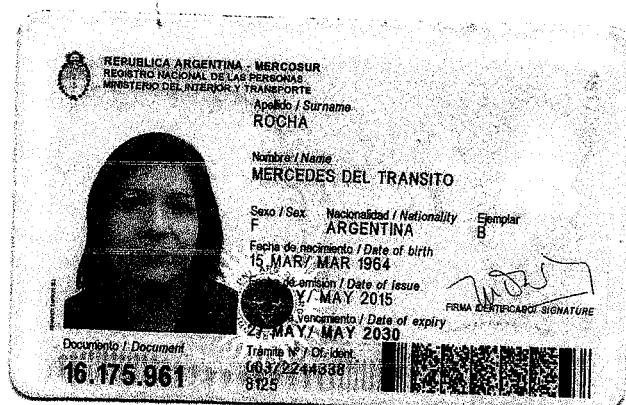 REPUBLICA ARGENTINA - MERCOSUR
REGISTRO NACIONAL DE LAS PERSONAS
MINISTERIO DEL INTERIOR Y TRANSPORTE
Apellido / Surname
ROCHA
Nombre / Name
MERCEDES DEL TRANSITO
Sexo / Sex Nacionalidad / Nationality Ejemplar
F ARGENTINA B
Fecha de nacimiento / Date of birth
15 MAR/ MAR 1964
de emisión / Date of issue
MAY 2015
FIRMA IDENTIFICADO/ SIGNATURE
vencimiento / Date of expiry
MAY/ MAY 2030
Documento / Document
16.175.961
Trámite N° / Of. ident.
8125